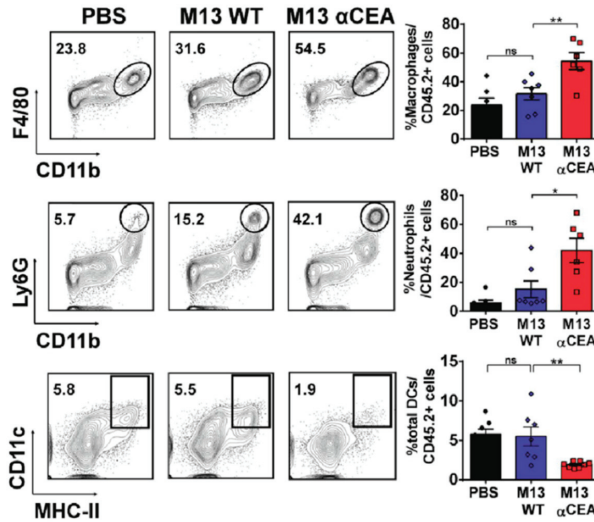 PBS M13 WT M13 αCEA
23.8 31.6 54.5
F4/80
CD11b
%Macrophages/
CD45.2+ cells
80
60
40
20
0
ns **
PBS M13 M13
WT αCEA
5.7 15.2 42.1
Ly6G
CD11b
%Neutrophils
/CD45.2+ cells
100
80
60
40
20
0
ns *
PBS M13 M13
WT αCEA
5.8 5.5 1.9
CD11c
MHC-II
%total DCs/
CD45.2+ cells
15
10
5
0
ns **
PBS M13 M13
WT αCEA